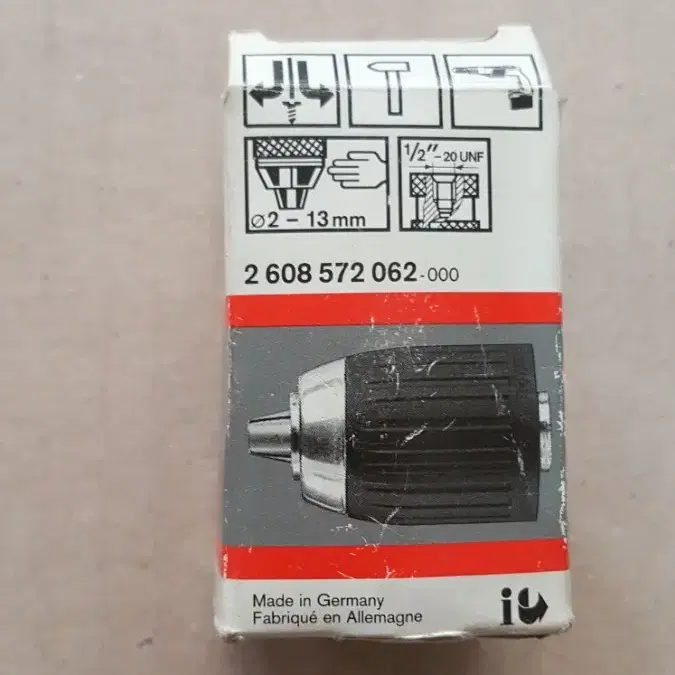 1/2" - 20 UNF
⌀2 - 13 mm
2 608 572 062-000
Made in Germany
Fabriqué en Allemagne